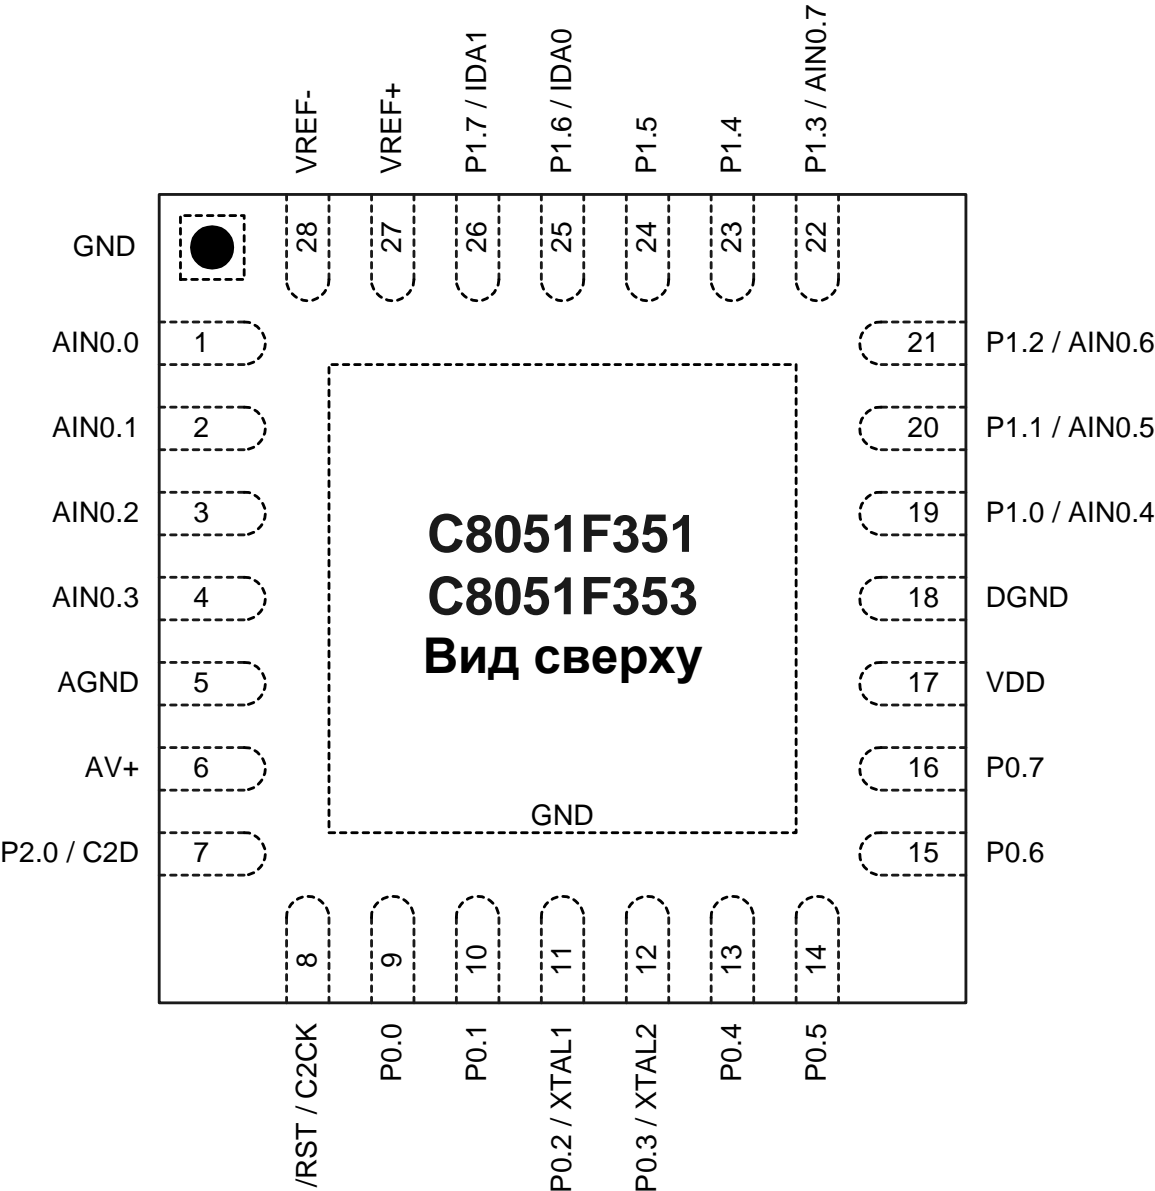 VREF-
VREF+
P1.7 / IDA1
P1.6 / IDA0
P1.5
P1.4
P1.3 / AIN0.7
28
27
26
25
24
23
22
GND
AIN0.0 1
21 P1.2 / AIN0.6
AIN0.1 2
20 P1.1 / AIN0.5
AIN0.2 3
19 P1.0 / AIN0.4
C8051F351
C8051F353
Вид сверху
AIN0.3 4
18 DGND
AGND 5
17 VDD
AV+ 6
16 P0.7
GND
P2.0 / C2D 7
15 P0.6
8
9
10
11
12
13
14
/RST / C2CK
P0.0
P0.1
P0.2 / XTAL1
P0.3 / XTAL2
P0.4
P0.5